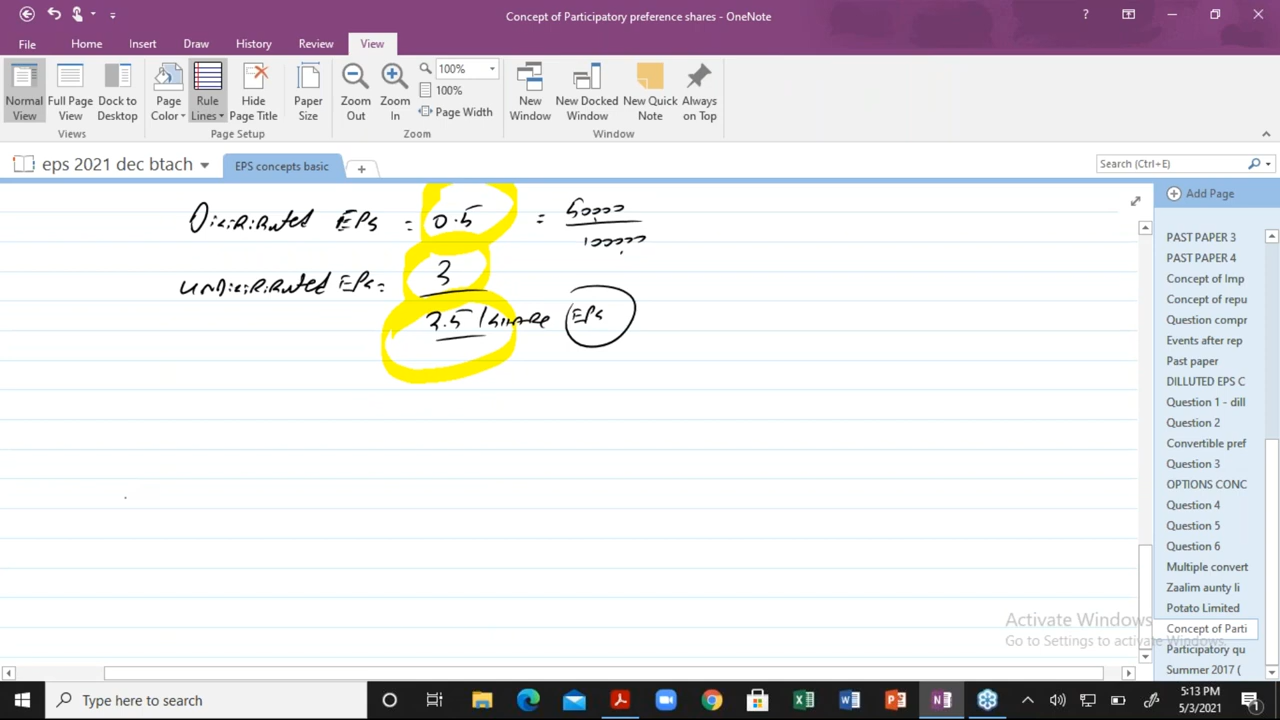 Concept of Participatory preference shares - OneNote
?
File Home Insert Draw History Review View
Normal View
Full Page View
Dock to Desktop
Views
Page Color
Rule Lines
Hide Page Title
Paper Size
Page Setup
Zoom Out
Zoom In
100%
100%
Page Width
Zoom
New Window
New Docked Window
New Quick Note
Always on Top
Window
eps 2021 dec btach
EPS concepts basic
Search (Ctrl+E)
Add Page
Distributed EPS = 0.5 = 50,000
100000
Undistributed EPS = 3
3.5 / share EPS
PAST PAPER 3
PAST PAPER 4
Concept of Imp
Concept of repu
Question compr
Events after rep
Past paper
DILLUTED EPS C
Question 1 - dill
Question 2
Convertible pref
Question 3
OPTIONS CONC
Question 4
Question 5
Question 6
Multiple convert
Zaalim aunty li
Potato Limited
Concept of Parti
Participatory qu
Summer 2017 (
Activate Windows
Go to Settings to activate Windows.
Type here to search
5:13 PM
5/3/2021